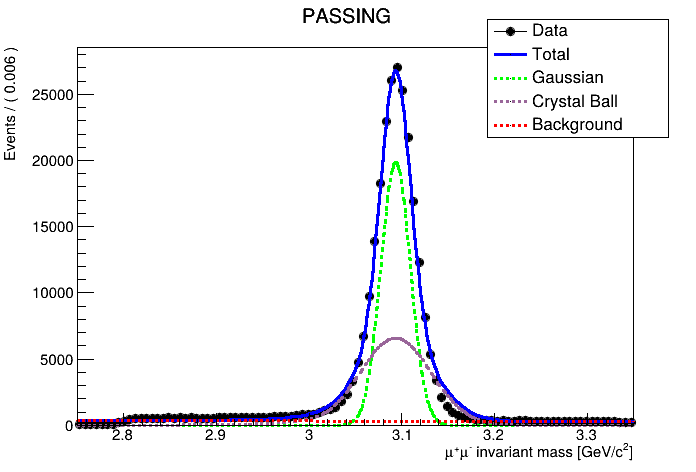 PASSING
Data
Total
Gaussian
Crystal Ball
Background
Events / ( 0.006 )
25000
20000
15000
10000
5000
0
2.8 2.9 3 3.1 3.2 3.3
μ⁺μ⁻ invariant mass [GeV/c²]